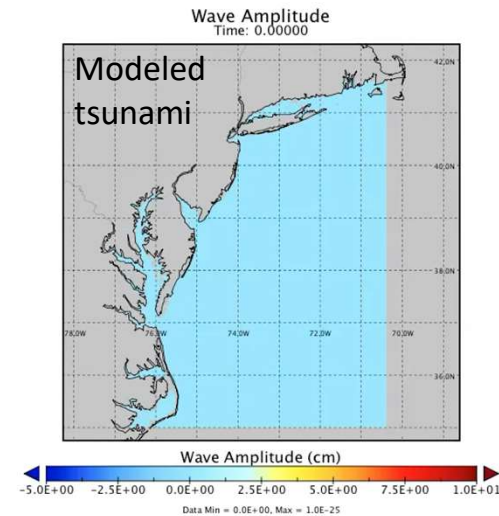 Wave Amplitude
Time: 0.00000
Modeled
tsunami
42.0N
40.0N
38.0N
78.0W 76.0W 74.0W 72.0W 70.0W
36.0N
Wave Amplitude (cm)
-5.0E+00 -2.5E+00 0.0E+00 2.5E+00 5.0E+00 7.5E+00 1.0E+01
Data Min = 0.0E+00, Max = 1.0E-25